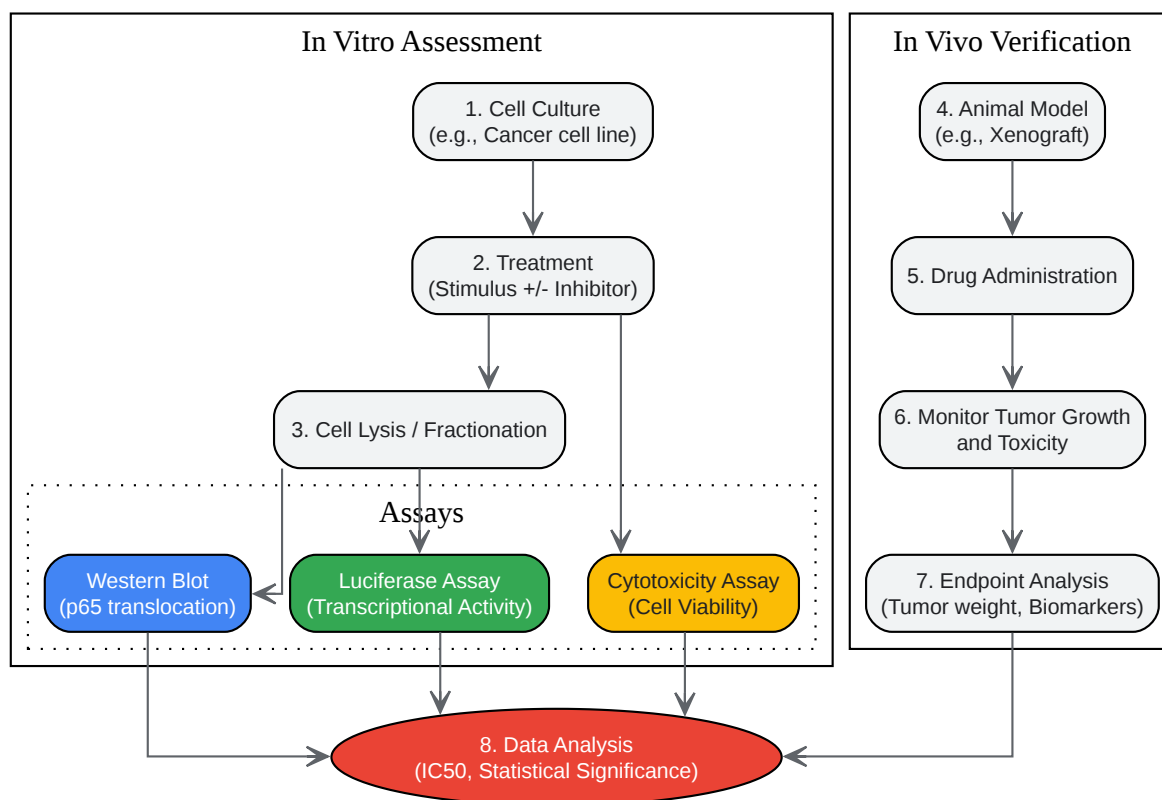 In Vitro Assessment
1. Cell Culture
(e.g., Cancer cell line)
2. Treatment
(Stimulus +/- Inhibitor)
3. Cell Lysis / Fractionation
Assays
Western Blot
(p65 translocation)
Luciferase Assay
(Transcriptional Activity)
Cytotoxicity Assay
(Cell Viability)
In Vivo Verification
4. Animal Model
(e.g., Xenograft)
5. Drug Administration
6. Monitor Tumor Growth
and Toxicity
7. Endpoint Analysis
(Tumor weight, Biomarkers)
8. Data Analysis
(IC50, Statistical Significance)